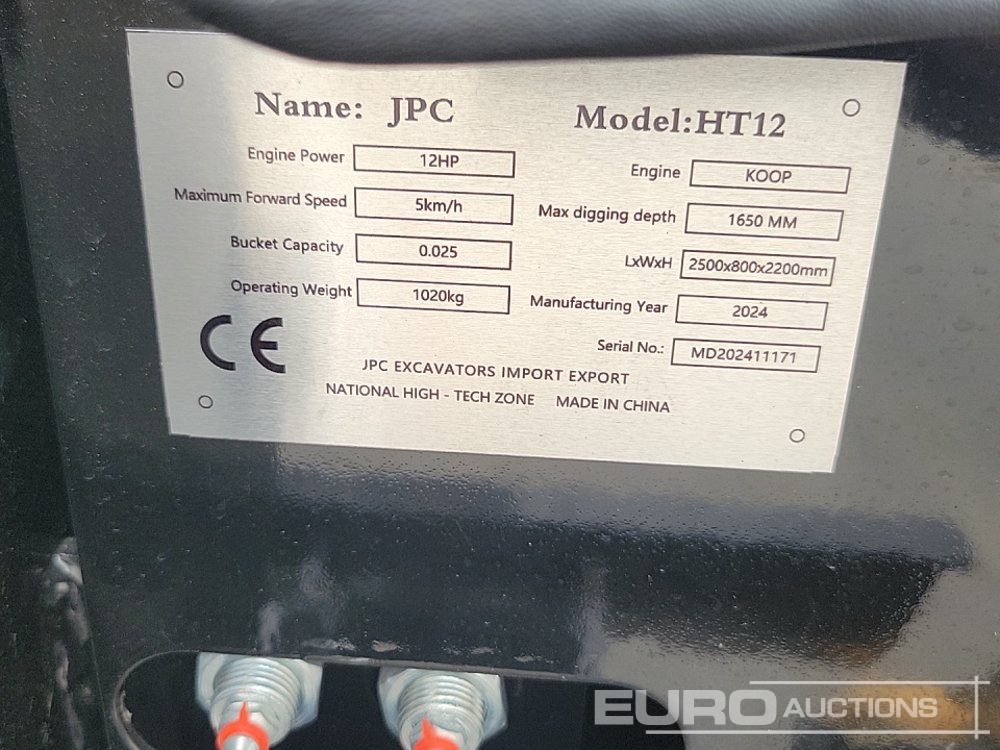 Name: JPC
Model:HT12
Engine Power 12HP
Engine KOOP
Maximum Forward Speed 5km/h
Max digging depth 1650 MM
Bucket Capacity 0.025
LxWxH 2500x800x2200mm
Operating Weight 1020kg
Manufacturing Year 2024
Serial No.: MD202411171
CE
JPC EXCAVATORS IMPORT EXPORT
NATIONAL HIGH - TECH ZONE MADE IN CHINA
EURO AUCTIONS